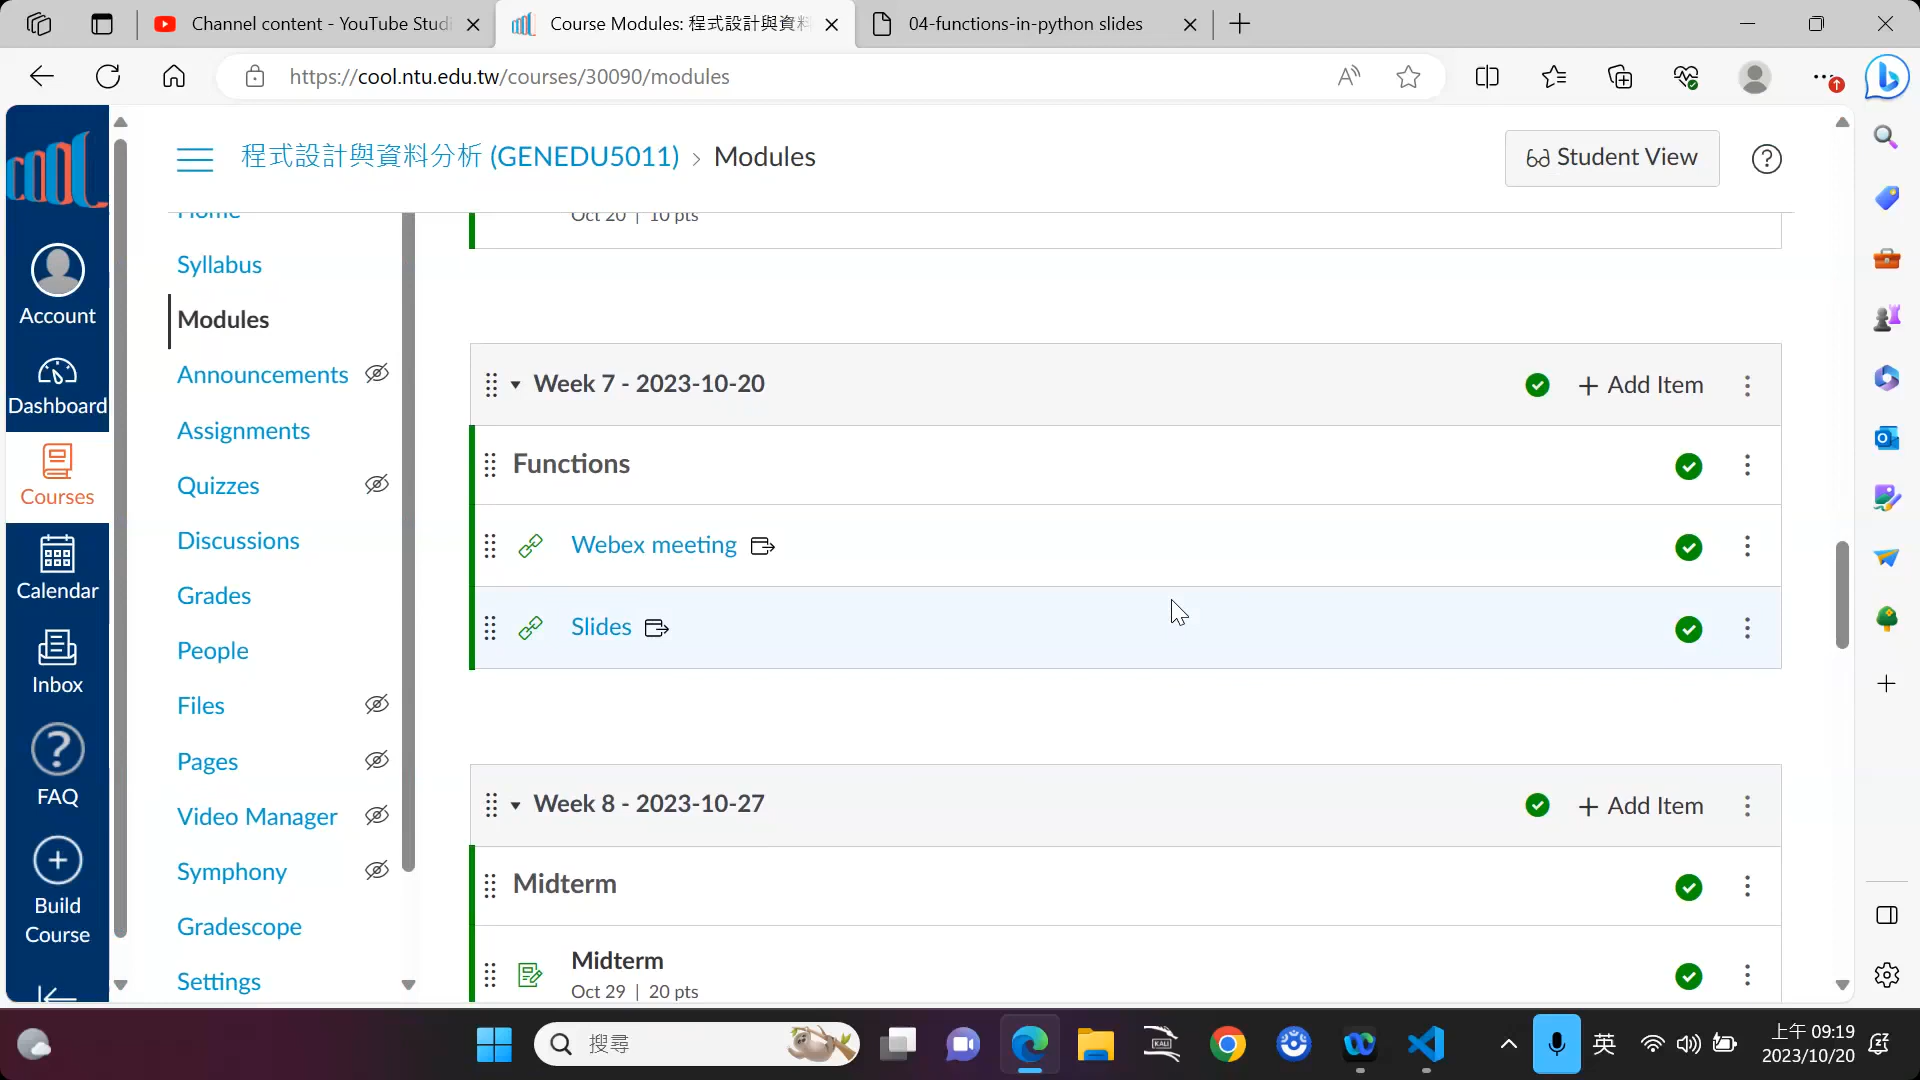 Channel content - YouTube Studi
Course Modules: 程式設計與資料
04-functions-in-python slides
https://cool.ntu.edu.tw/courses/30090/modules
COOL
程式設計與資料分析 (GENEDU5011) › Modules
Student View
Account
Dashboard
Courses
Calendar
Inbox
FAQ
Build
Course
Home
Syllabus
Modules
Announcements
Assignments
Quizzes
Discussions
Grades
People
Files
Pages
Video Manager
Symphony
Gradescope
Settings
Oct 20 | 10 pts
Week 7 - 2023-10-20
+ Add Item
Functions
Webex meeting
Slides
Week 8 - 2023-10-27
+ Add Item
Midterm
Midterm
Oct 29 | 20 pts
搜尋
KALI
英
上午 09:19
2023/10/20